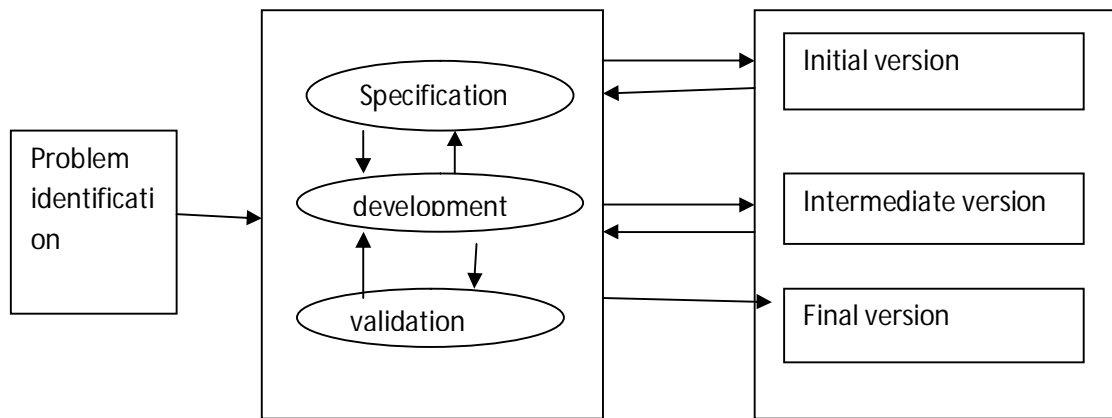 Problem
identificati
on
Specification
development
validation
Initial version
Intermediate version
Final version